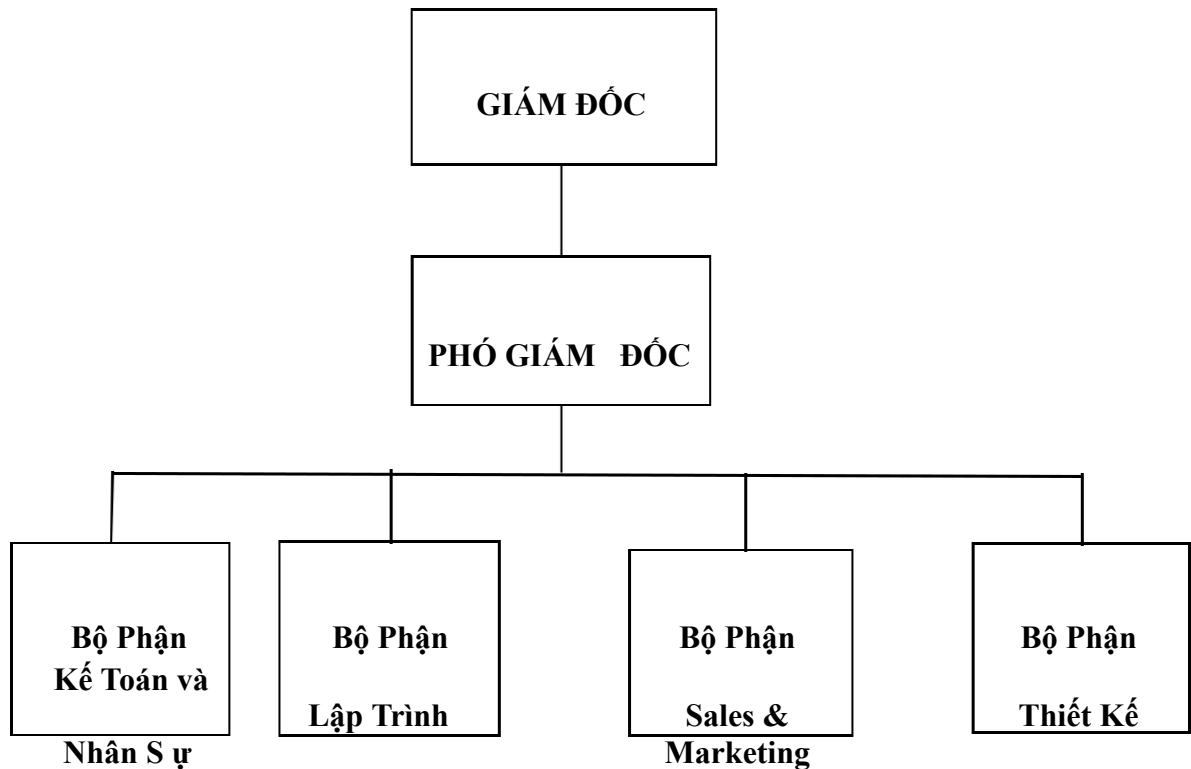 GIÁM ĐỐC
PHÓ GIÁM ĐỐC
Bộ Phận
Kế Toán và
Nhân S ự
Bộ Phận
Lập Trình
Bộ Phận
Sales &
Marketing
Bộ Phận
Thiết Kế